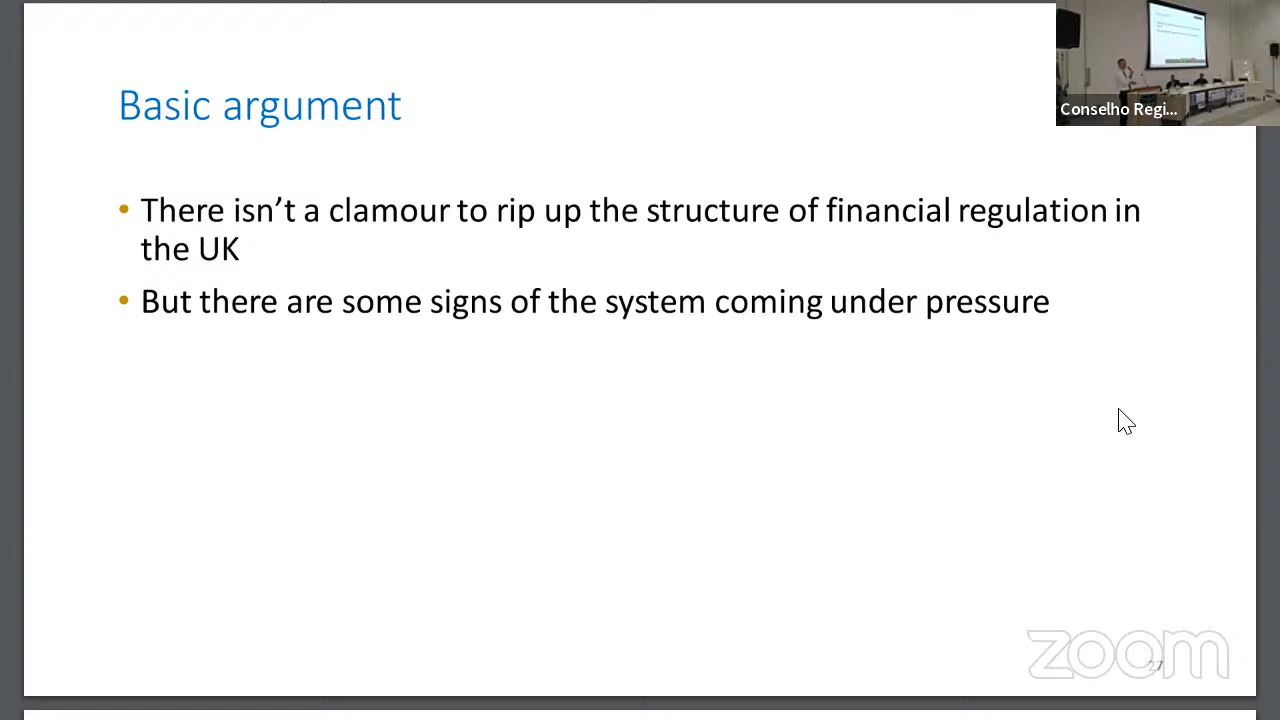 Basic argument
Conselho Regi...
• There isn’t a clamour to rip up the structure of financial regulation in
the UK
• But there are some signs of the system coming under pressure
zoom
27